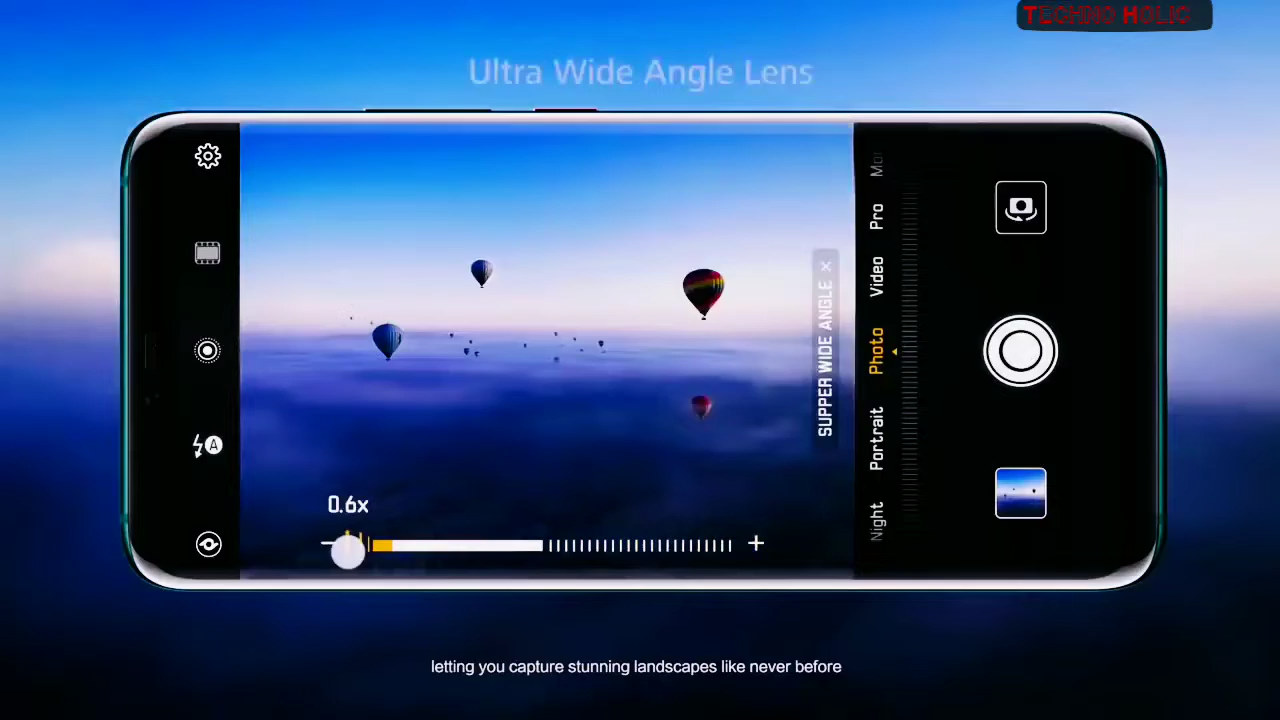 TECHNO HOLIC
Ultra Wide Angle Lens
Mor
Pro
Video
Photo
Portrait
Night
SUPPER WIDE ANGLE ×
A
0.6x
letting you capture stunning landscapes like never before